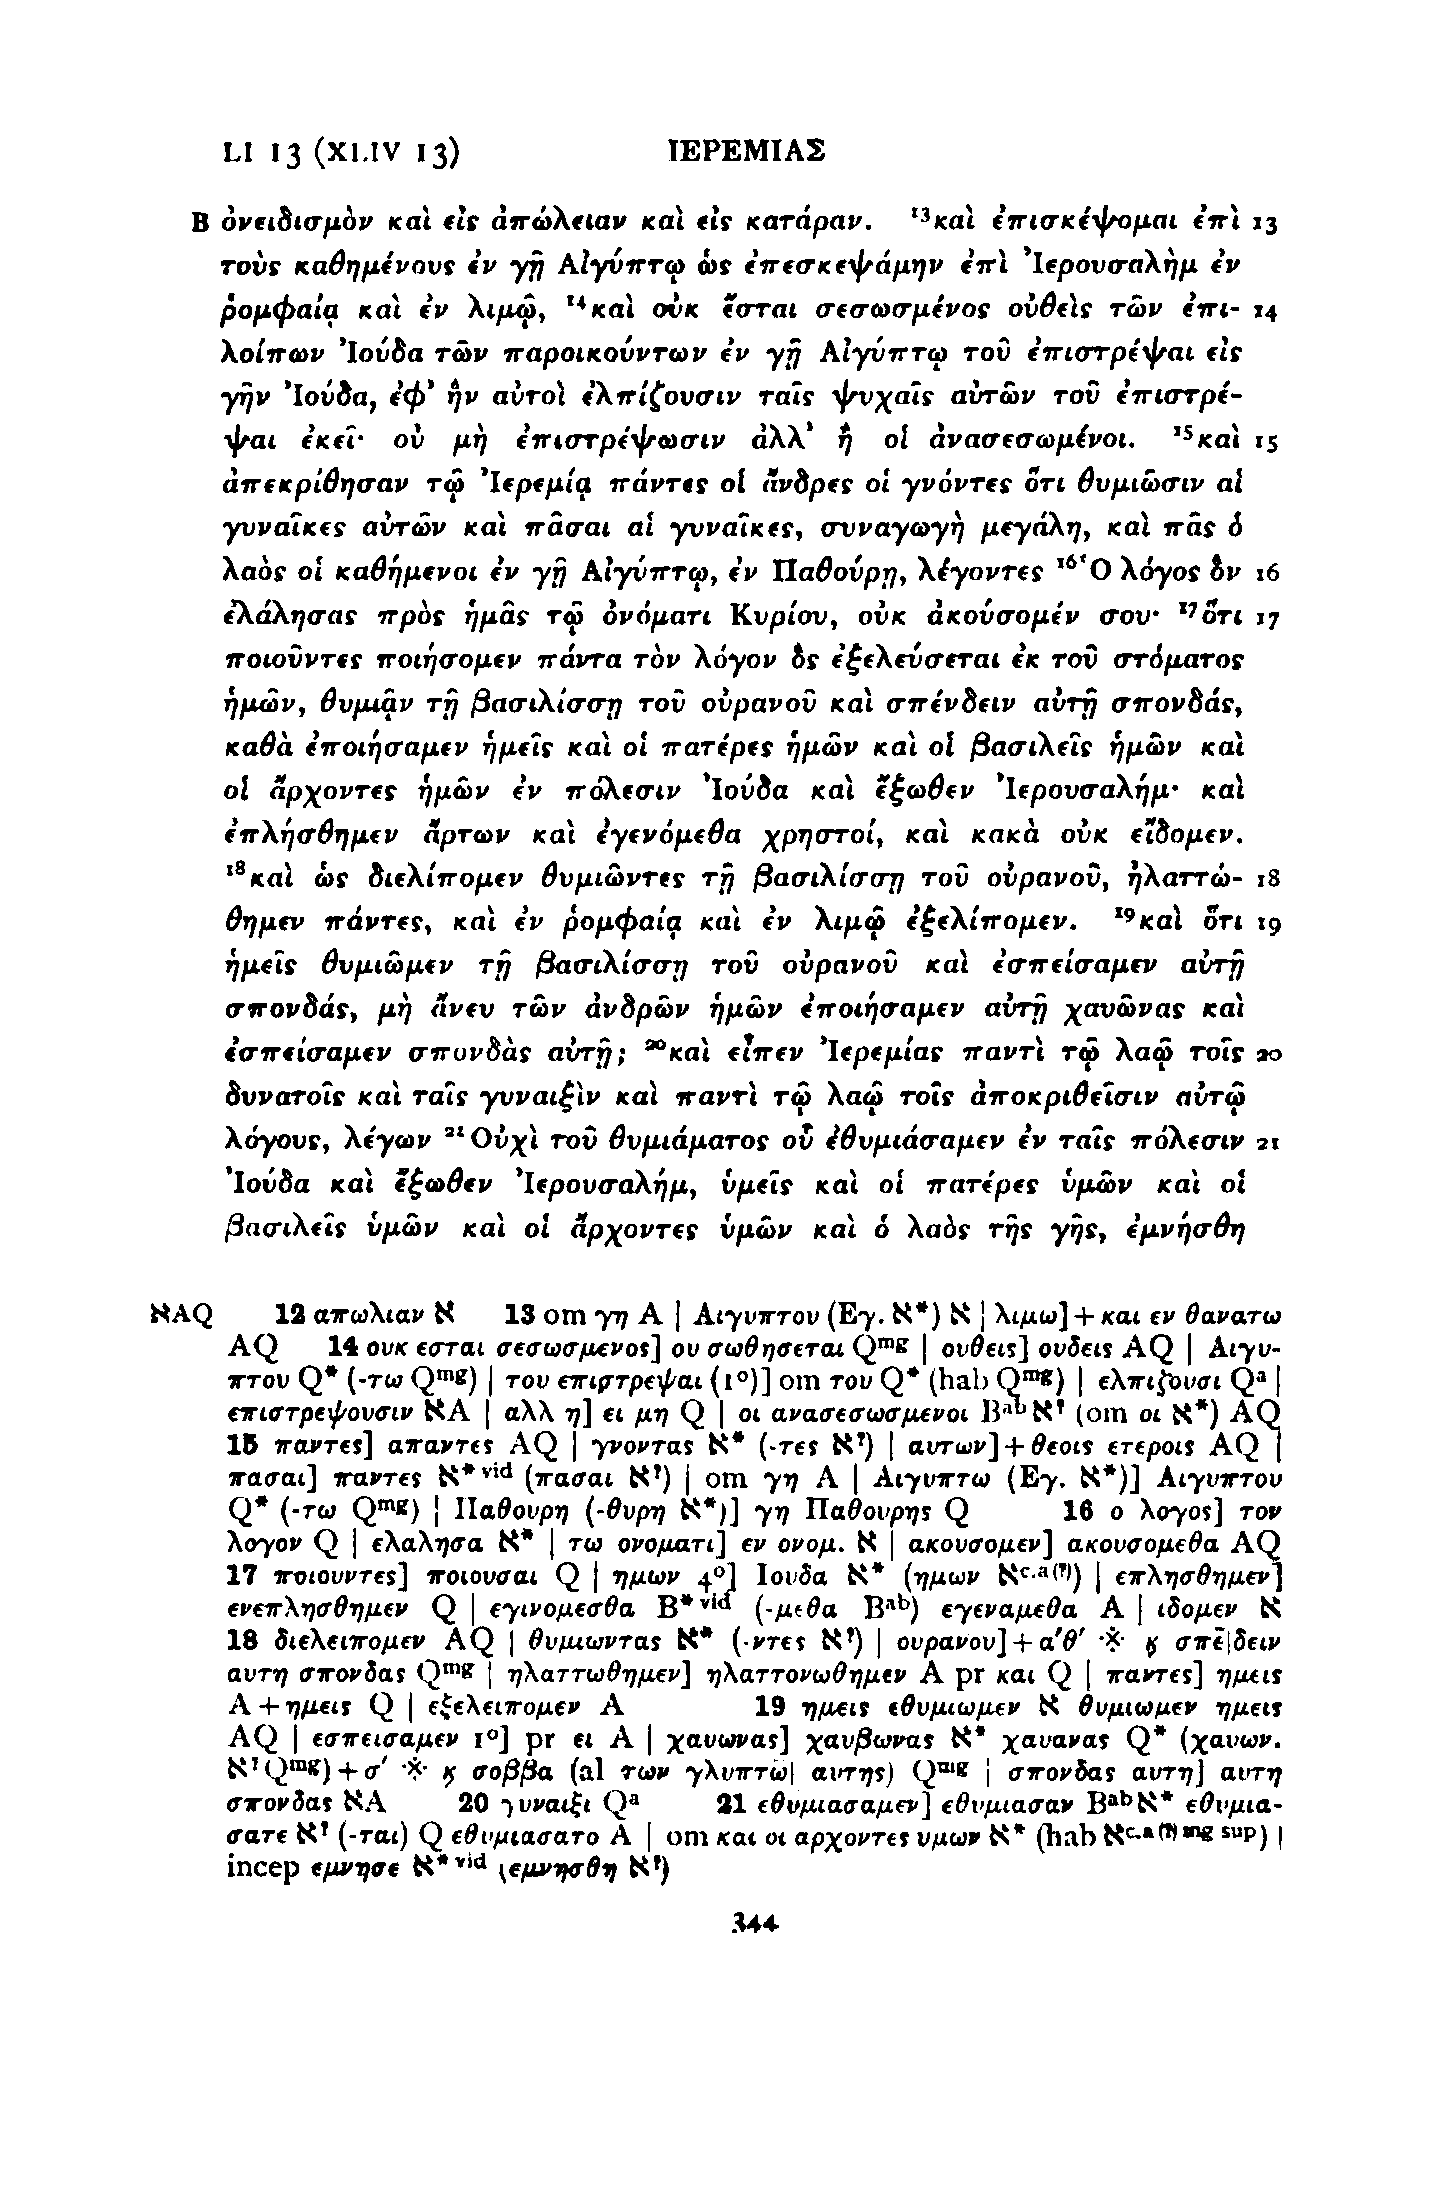 LI 13 (XLIV 13) ΙΕΡΕΜΙΑΣ
B ὀνειδισμὸν καὶ εἰς ἀπώλειαν καὶ εἰς κατάραν. ¹³καὶ ἐπισκέψομαι ἐπὶ 13
τοὺς καθημένους ἐν γῇ Αἰγύπτῳ ὡς ἐπεσκεψάμην ἐπὶ Ἰερουσαλὴμ ἐν
ῥομφαίᾳ καὶ ἐν λιμῷ, ¹⁴καὶ οὐκ ἔσται σεσωσμένος οὐθεὶς τῶν ἐπι- 14
λοίπων Ἰούδα τῶν παροικούντων ἐν γῇ Αἰγύπτῳ τοῦ ἐπιστρέψαι εἰς
γῆν Ἰούδα, ἐφ᾽ ἣν αὐτοὶ ἐλπίζουσιν ταῖς ψυχαῖς αὐτῶν τοῦ ἐπιστρέ-
ψαι ἐκεῖ· οὐ μὴ ἐπιστρέψωσιν ἀλλ᾽ ἢ οἱ ἀνασεσωμένοι. ¹⁵καὶ 15
ἀπεκρίθησαν τῷ Ἰερεμίᾳ πάντες οἱ ἄνδρες οἱ γνόντες ὅτι θυμιῶσιν αἱ
γυναῖκες αὐτῶν καὶ πᾶσαι αἱ γυναῖκες, συναγωγὴ μεγάλη, καὶ πᾶς ὁ
λαὸς οἱ καθήμενοι ἐν γῇ Αἰγύπτῳ, ἐν Παθούρῃ, λέγοντες ¹⁶Ὁ λόγος ὃν 16
ἐλάλησας πρὸς ἡμᾶς τῷ ὀνόματι Κυρίου, οὐκ ἀκούσομέν σου· ¹⁷ὅτι 17
ποιοῦντες ποιήσομεν πάντα τὸν λόγον ὃς ἐξελεύσεται ἐκ τοῦ στόματος
ἡμῶν, θυμιᾷν τῇ βασιλίσσῃ τοῦ οὐρανοῦ καὶ σπένδειν αὐτῇ σπονδάς,
καθὰ ἐποιήσαμεν ἡμεῖς καὶ οἱ πατέρες ἡμῶν καὶ οἱ βασιλεῖς ἡμῶν καὶ
οἱ ἄρχοντες ἡμῶν ἐν πόλεσιν Ἰούδα καὶ ἔξωθεν Ἰερουσαλήμ· καὶ
ἐπλήσθημεν ἄρτων καὶ ἐγενόμεθα χρηστοί, καὶ κακὰ οὐκ εἴδομεν.
¹⁸καὶ ὡς διελίπομεν θυμιῶντες τῇ βασιλίσσῃ τοῦ οὐρανοῦ, ἠλαττώ- 18
θημεν πάντες, καὶ ἐν ῥομφαίᾳ καὶ ἐν λιμῷ ἐξελίπομεν. ¹⁹καὶ ὅτι 19
ἡμεῖς θυμιῶμεν τῇ βασιλίσσῃ τοῦ οὐρανοῦ καὶ ἐσπείσαμεν αὐτῇ
σπονδάς, μὴ ἄνευ τῶν ἀνδρῶν ἡμῶν ἐποιήσαμεν αὐτῇ χαυῶνας καὶ
ἐσπείσαμεν σπονδὰς αὐτῇ; ²⁰καὶ εἶπεν Ἰερεμίας παντὶ τῷ λαῷ τοῖς 20
δυνατοῖς καὶ ταῖς γυναιξὶν καὶ παντὶ τῷ λαῷ τοῖς ἀποκριθεῖσιν αὐτῷ
λόγους, λέγων ²¹Οὐχὶ τοῦ θυμιάματος οὗ ἐθυμιάσαμεν ἐν ταῖς πόλεσιν 21
Ἰούδα καὶ ἔξωθεν Ἰερουσαλήμ, ὑμεῖς καὶ οἱ πατέρες ὑμῶν καὶ οἱ
βασιλεῖς ὑμῶν καὶ οἱ ἄρχοντες ὑμῶν καὶ ὁ λαὸς τῆς γῆς, ἐμνήσθη
ℵAQ 12 απωλιαν ℵ 13 om γη A | Αιγυπτου (Εγ. ℵ*) ℵ | λιμω]+και εν θανατω
AQ 14 ουκ εσται σεσωσμενος] ου σωθησεται Qᵐᵍ | ουθεις] ουδεις AQ | Αιγυ-
πτου Q* (-τω Qᵐᵍ) | του επιστρεψαι (1°)] om του Q* (hab Qᵐᵍ) | ελπιζουσι Qᵃ |
επιστρεψουσιν ℵA | αλλ η] ει μη Q | οι ανασεσωσμενοι Bᵃᵇℵ¹ (om οι ℵ*) AQ
15 παντες] απαντες AQ | γνοντας ℵ* (-τες ℵ¹) | αυτων]+θεοις ετεροις AQ |
πασαι] παντες ℵ*ᵛⁱᵈ (πασαι ℵ¹) | om γη A | Αιγυπτω (Εγ. ℵ*)] Αιγυπτου
Q* (-τω Qᵐᵍ) | Παθουρη (-θυρη ℵ*)] γη Παθουρης Q 16 ο λογος] τον
λογον Q | ελαλησα ℵ* | τω ονοματι] εν ονομ. ℵ | ακουσομεν] ακουσομεθα AQ
17 ποιουντες] ποιουσαι Q | ημων 4°] Ιουδα ℵ* (ημων ℵᶜ·ᵃ⁽?⁾) | επλησθημεν]
ενεπλησθημεν Q | εγινομεσθα B*ᵛⁱᵈ (-μεθα Bᵃᵇ) εγεναμεθα A | ιδομεν ℵ
18 διελειπομεν AQ | θυμιωντας ℵ* (-ντες ℵ¹) | ουρανου]+α′θ′ ※ ϗ σπε̄|δειν
αυτη σπονδας Qᵐᵍ | ηλαττωθημεν] ηλαττονωθημεν A pr και Q | παντες] ημεις
A+ημεις Q | εξελειπομεν A 19 ημεις εθυμιωμεν ℵ θυμιωμεν ημεις
AQ | εσπεισαμεν 1°] pr ει A | χαυωνας] χαυβωνας ℵ* χαυανας Q* (χαυων.
ℵ¹Qᵐᵍ)+σ′ ※ ϗ σοββα (al των γλυπτω̄| αυτης) Qᵐᵍ | σπονδας αυτη] αυτη
σπονδας ℵA 20 γυναιξι Qᵃ 21 εθυμιασαμεν] εθυμιασαν Bᵃᵇℵ* εθυμια-
σατε ℵ¹ (-ται) Q εθυμιασατο A | om και οι αρχοντες υμων ℵ* (hab ℵᶜ·ᵃ⁽?⁾ᵐᵍ ˢᵘᵖ) |
incep εμνησε ℵ*ᵛⁱᵈ (εμνησθη ℵ¹)
344